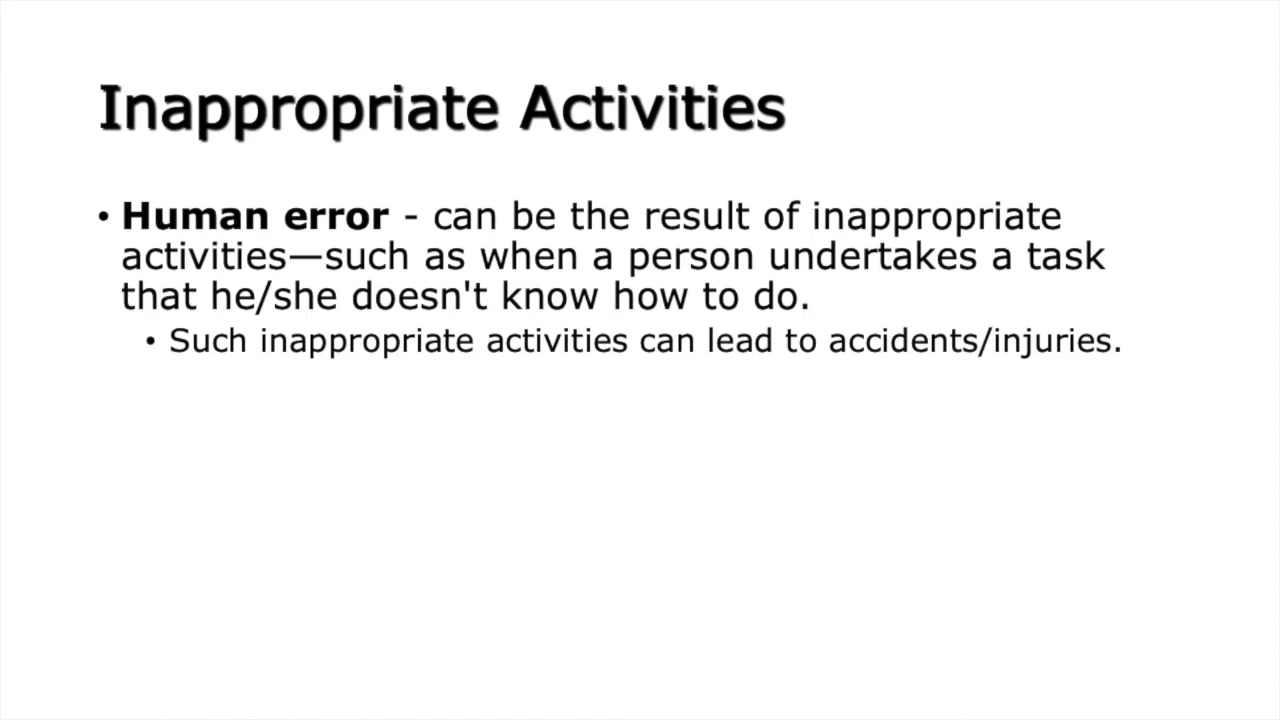 Inappropriate Activities
• Human error - can be the result of inappropriate
activities—such as when a person undertakes a task
that he/she doesn't know how to do.
• Such inappropriate activities can lead to accidents/injuries.